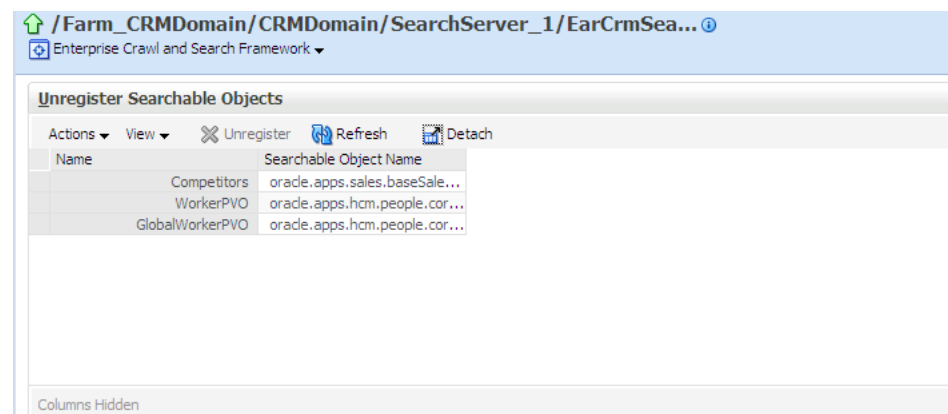 /Farm_CRMDomain/CRMDomain/SearchServer_1/EarCrmSea...
Enterprise Crawl and Search Framework
Unregister Searchable Objects
Actions View Unregister Refresh Detach
Name Searchable Object Name
Competitors oracle.apps.sales.baseSale...
WorkerPVO oracle.apps.hcm.people.cor...
GlobalWorkerPVO oracle.apps.hcm.people.cor...
Columns Hidden